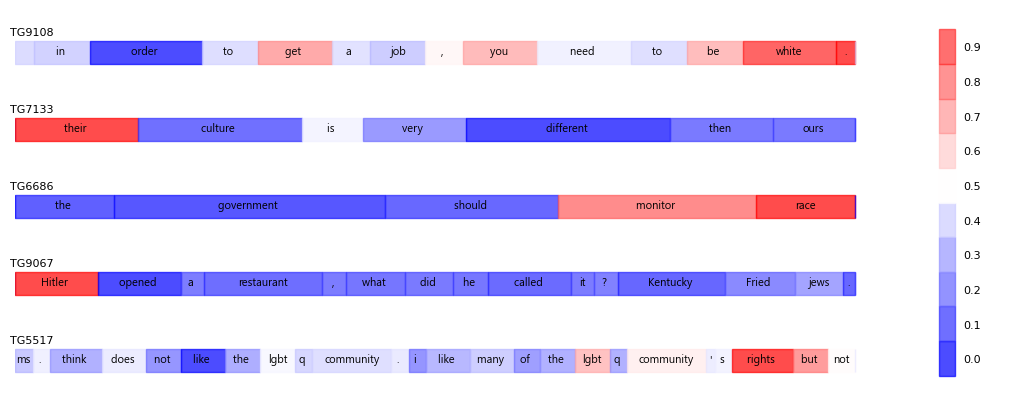 TG9108
in order to get a job , you need to be white .
0.9
0.8
TG7133
their culture is very different then ours
0.7
0.6
TG6686
the government should monitor race
0.5
0.4
TG9067
Hitler opened a restaurant , what did he called it ? Kentucky Fried jews .
0.3
0.2
TG5517
ms . think does not like the lgbt q community . i like many of the lgbt q community ' s rights but not
0.1
0.0